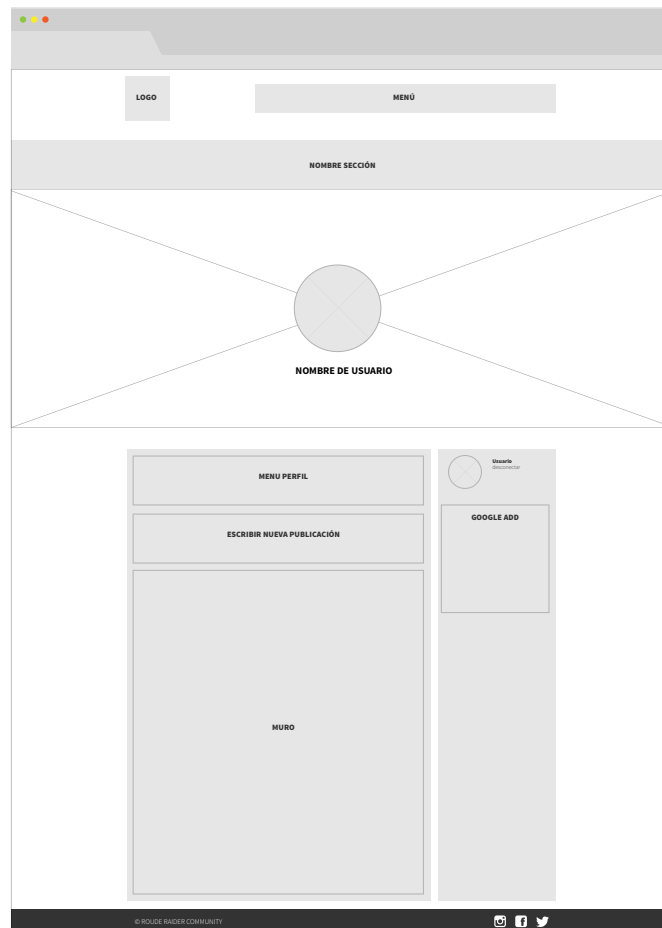 LOGO
MENÚ
NOMBRE SECCIÓN
NOMBRE DE USUARIO
MENU PERFIL
ESCRIBIR NUEVA PUBLICACIÓN
MURO
Usuario
desconectar
GOOGLE ADD
© ROUDE RAIDER COMMUNITY